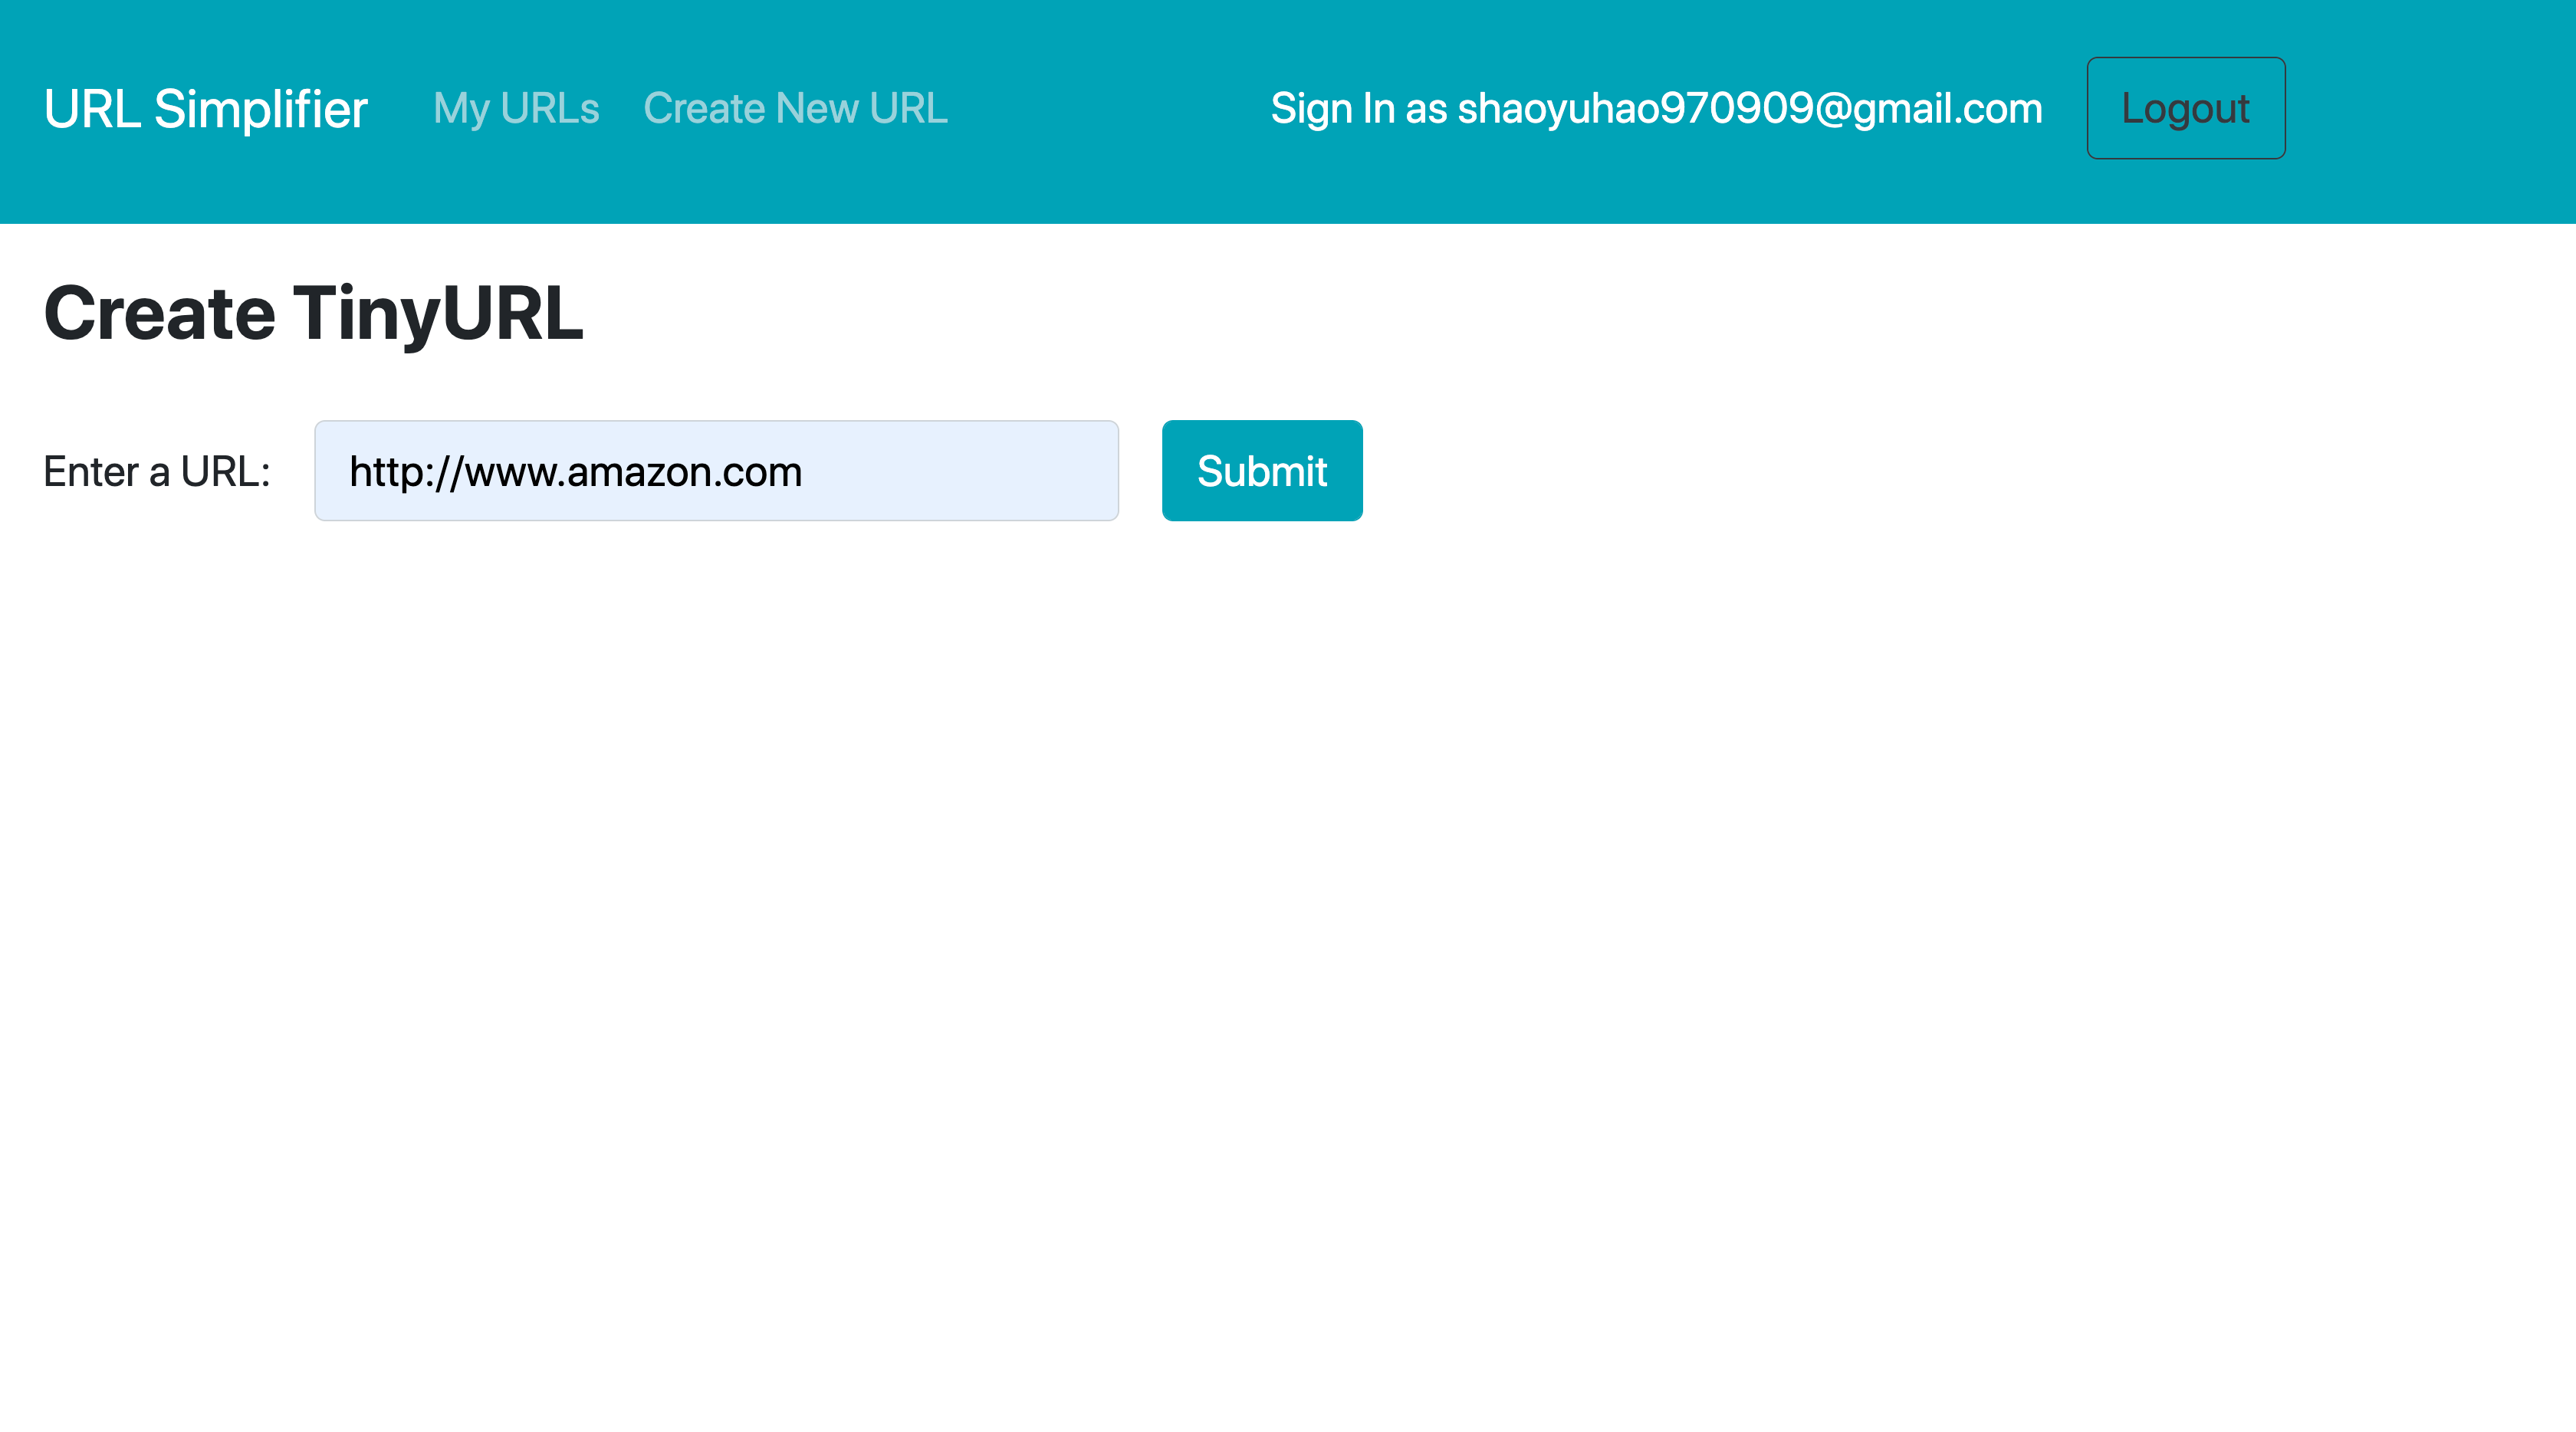 URL Simplifier My URLs Create New URL Sign In as shaoyuhao970909@gmail.com Logout
Create TinyURL
Enter a URL: http://www.amazon.com Submit